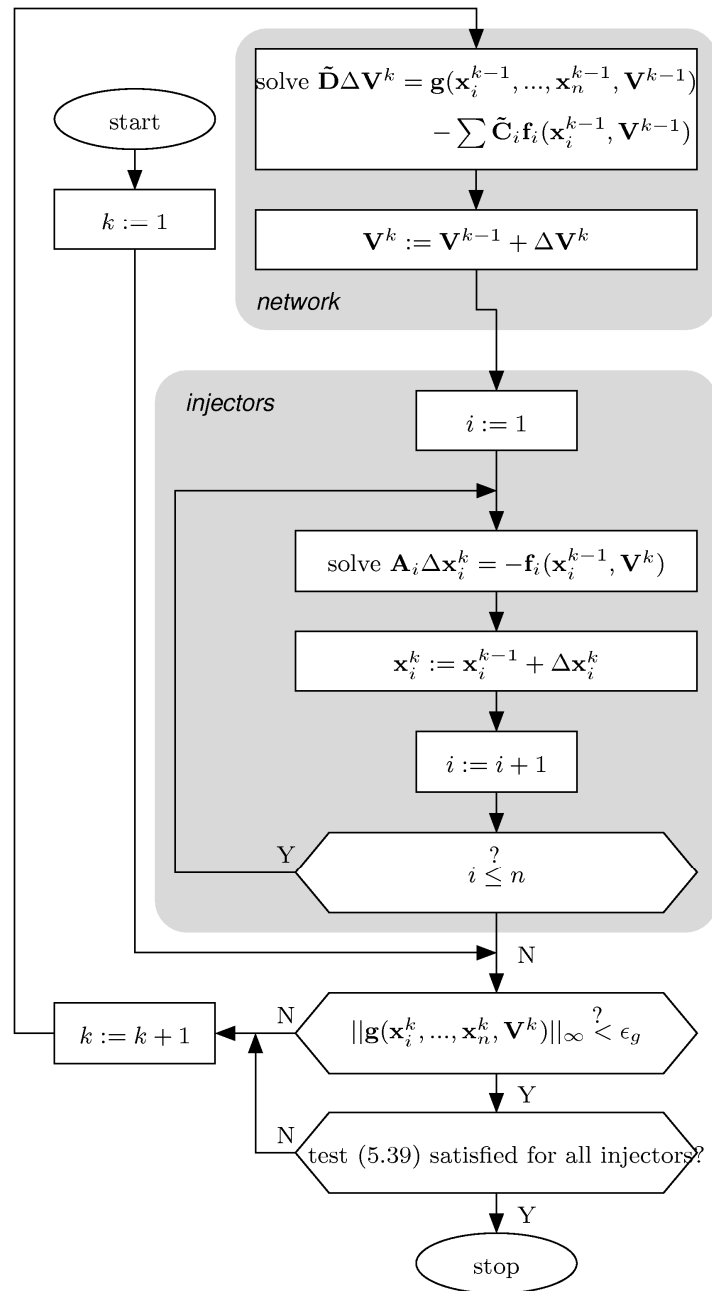 start
k := 1
solve D̃ΔV^k = g(x_i^{k−1}, ..., x_n^{k−1}, V^{k−1})
− ∑ C̃_i f_i(x_i^{k−1}, V^{k−1})
V^k := V^{k−1} + ΔV^k
network
injectors
i := 1
solve A_i Δx_i^k = −f_i(x_i^{k−1}, V^k)
x_i^k := x_i^{k−1} + Δx_i^k
i := i + 1
Y
?
i ≤ n
N
k := k + 1
N
||g(x_i^k, ..., x_n^k, V^k)||_∞ <^? ϵ_g
Y
N
test (5.39) satisfied for all injectors?
Y
stop